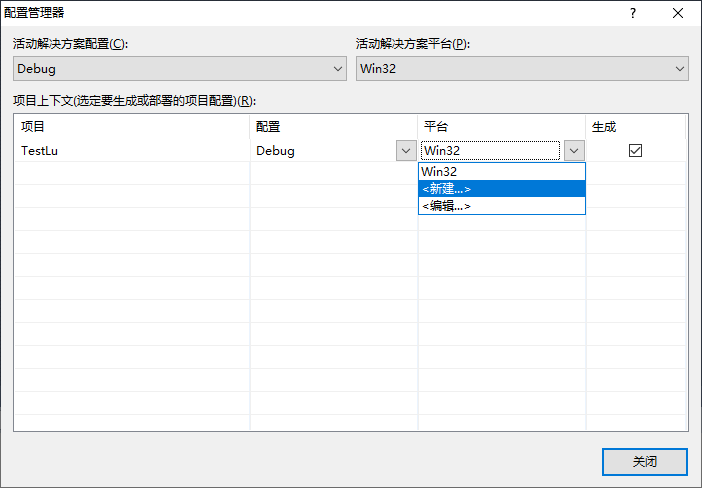 配置管理器
?
活动解决方案配置(C):
活动解决方案平台(P):
Debug
Win32
项目上下文(选定要生成或部署的项目配置)(R):
项目 配置 平台 生成
TestLu Debug Win32
Win32
<新建...>
<编辑...>
关闭